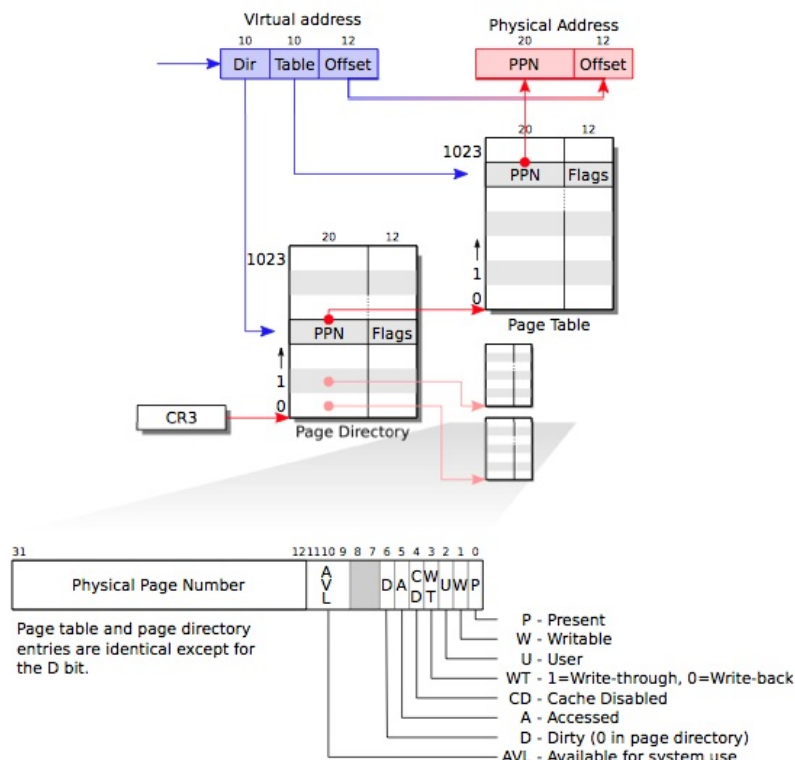 VIrtual address
10 10 12
Dir Table Offset
Physical Address
20 12
PPN Offset
20 12
1023
PPN Flags
1
0
Page Table
20 12
1023
PPN Flags
1
0
CR3
Page Directory
31 12 11 10 9 8 7 6 5 4 3 2 1 0
Physical Page Number
AVL
D A CD WT U W P
Page table and page directory
entries are identical except for
the D bit.
P - Present
W - Writable
U - User
WT - 1=Write-through, 0=Write-back
CD - Cache Disabled
A - Accessed
D - Dirty (0 in page directory)
AVL - Available for system use